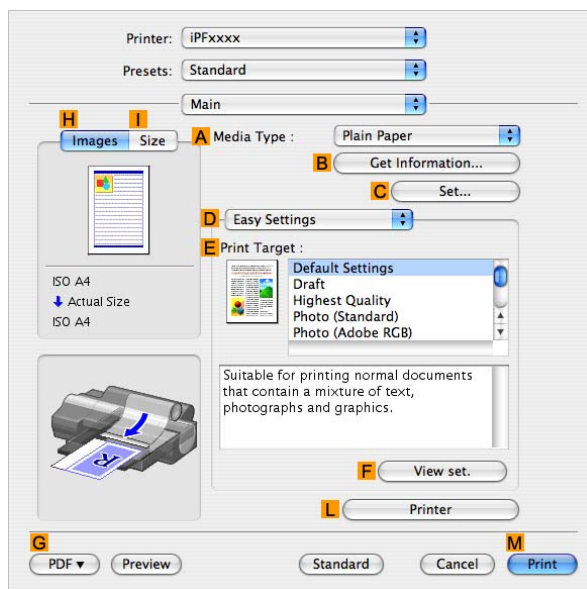 Printer: iPFxxxx
Presets: Standard
Main
H I
Images Size
A Media Type : Plain Paper
B Get Information...
C Set...
D Easy Settings
E Print Target :
Default Settings
Draft
Highest Quality
Photo (Standard)
Photo (Adobe RGB)
ISO A4
Actual Size
ISO A4
Suitable for printing normal documents
that contain a mixture of text,
photographs and graphics.
R
F View set.
L Printer
G M
PDF Preview Standard Cancel Print